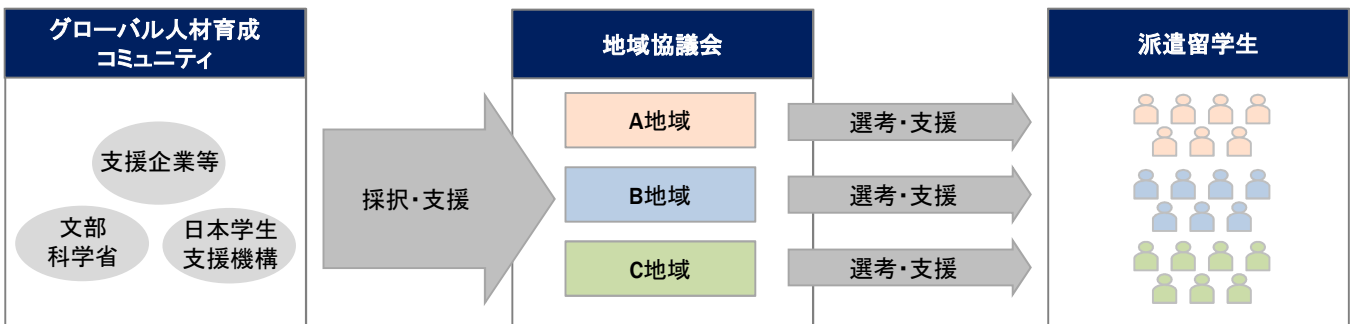 グローバル人材育成
コミュニティ
支援企業等
文部
科学省
日本学生
支援機構
採択・支援
地域協議会
A地域
B地域
C地域
選考・支援
選考・支援
選考・支援
派遣留学生